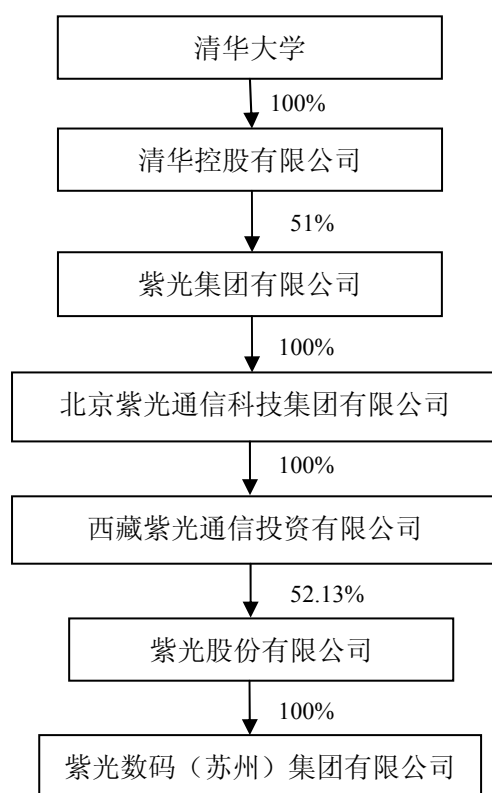 清华大学
100%
清华控股有限公司
51%
紫光集团有限公司
100%
北京紫光通信科技集团有限公司
100%
西藏紫光通信投资有限公司
52.13%
紫光股份有限公司
100%
紫光数码（苏州）集团有限公司